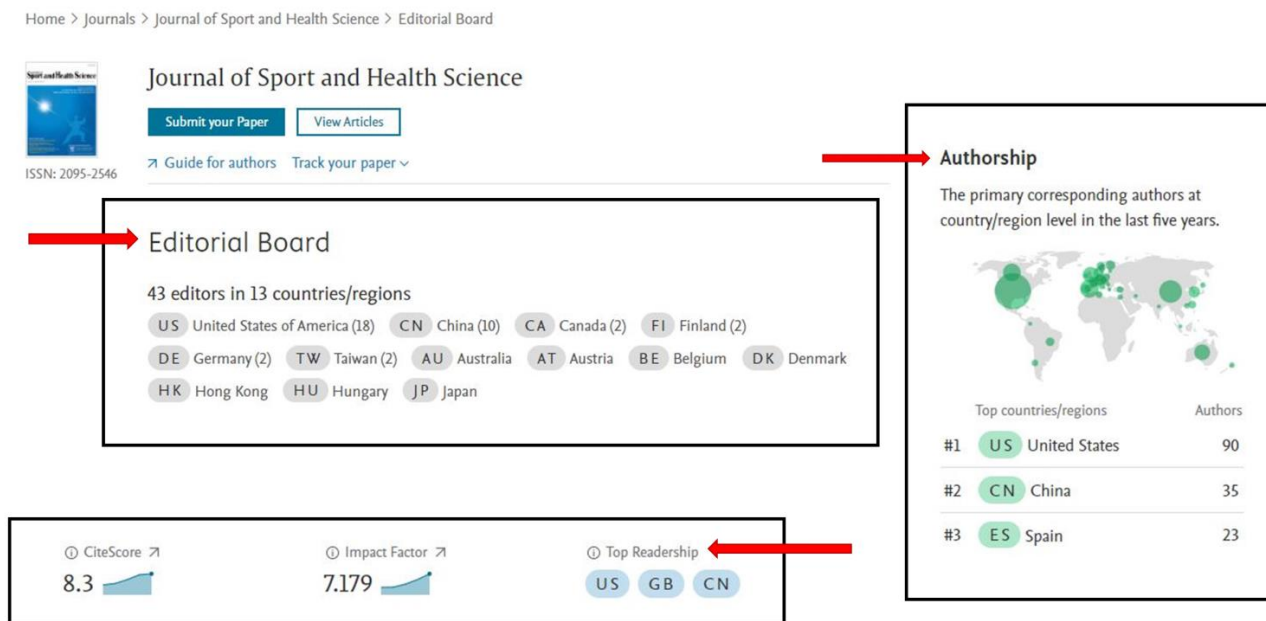 Home > Journals > Journal of Sport and Health Science > Editorial Board
Sport and Health Science
Journal of Sport and Health Science
Submit your Paper
View Articles
ISSN: 2095-2546
Guide for authors Track your paper
Editorial Board
43 editors in 13 countries/regions
US United States of America (18) CN China (10) CA Canada (2) FI Finland (2)
DE Germany (2) TW Taiwan (2) AU Australia AT Austria BE Belgium DK Denmark
HK Hong Kong HU Hungary JP Japan
CiteScore
8.3
Impact Factor
7.179
Top Readership
US GB CN
Authorship
The primary corresponding authors at
country/region level in the last five years.
Top countries/regions Authors
#1 US United States 90
#2 CN China 35
#3 ES Spain 23